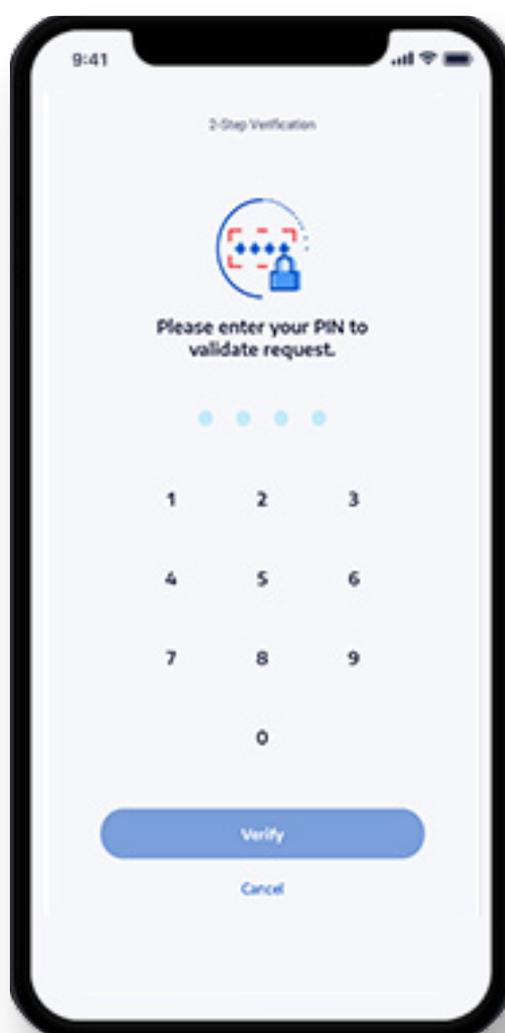 9:41
2-Step Verification
Please enter your PIN to
validate request.
1 2 3
4 5 6
7 8 9
0
Verify
Cancel